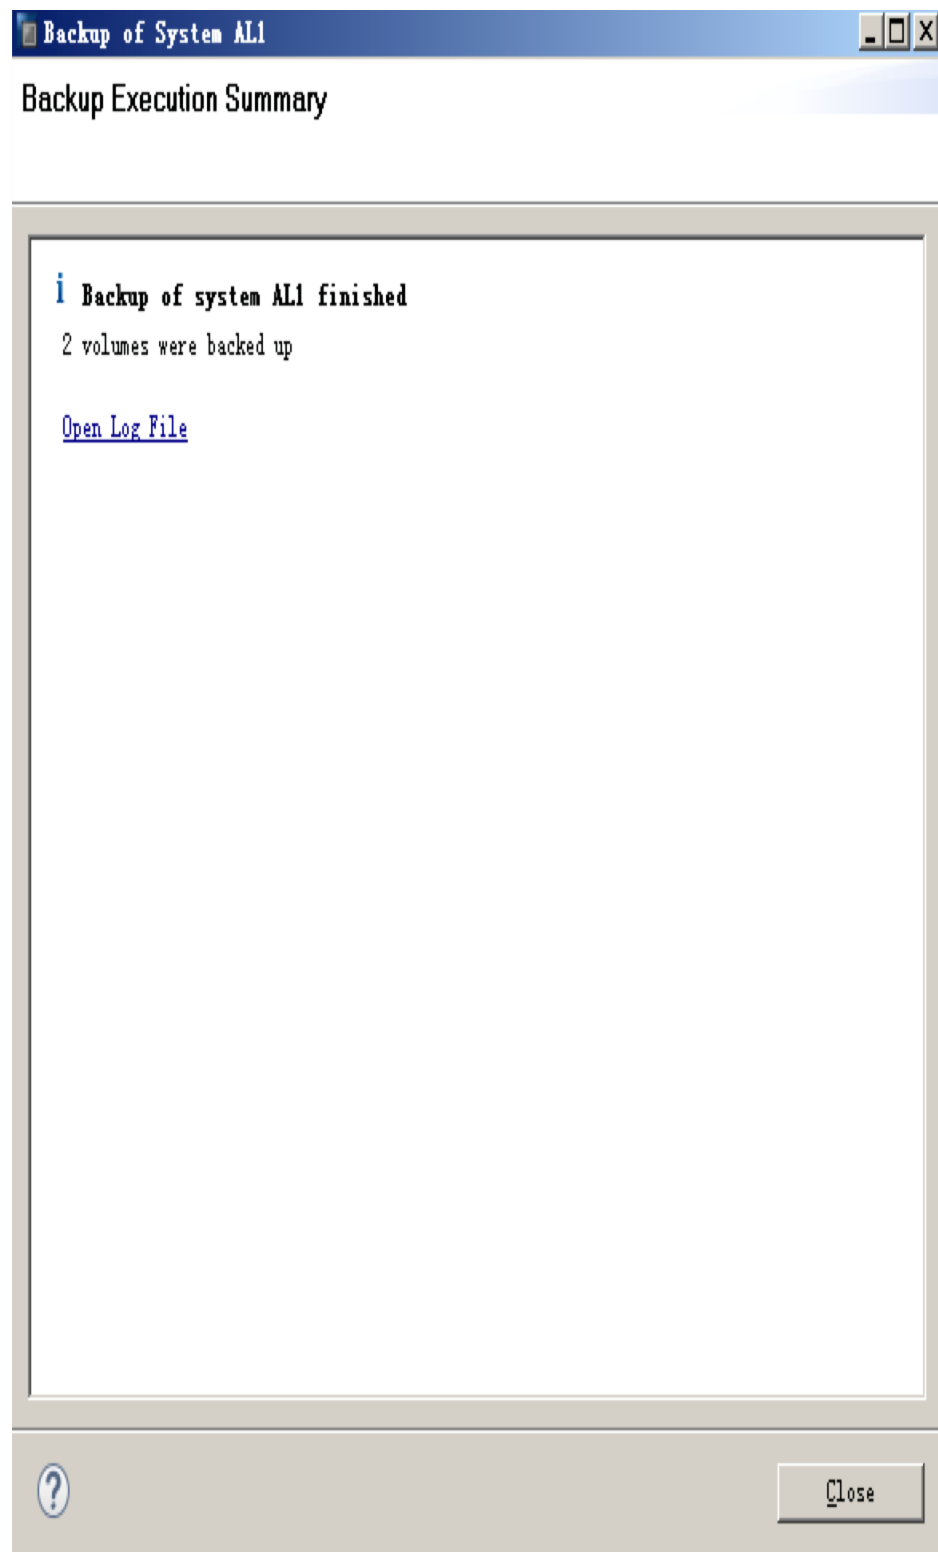 Backup of System AL1
Backup Execution Summary
i Backup of system AL1 finished
2 volumes were backed up
Open Log File
?
Close